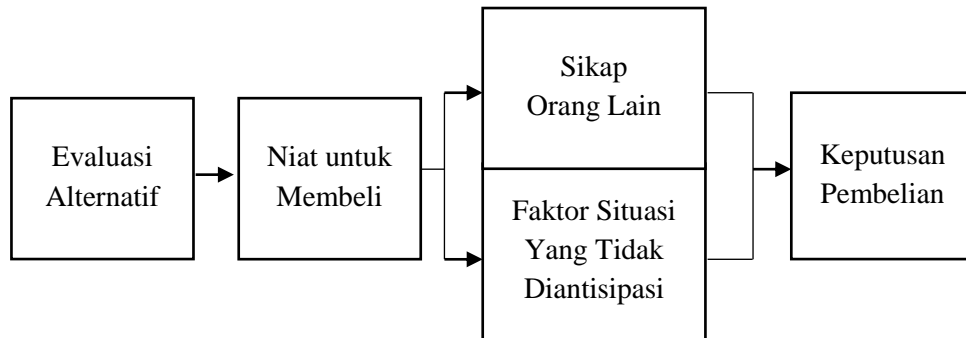 Evaluasi
Alternatif
Niat untuk
Membeli
Sikap
Orang Lain
Faktor Situasi
Yang Tidak
Diantisipasi
Keputusan
Pembelian